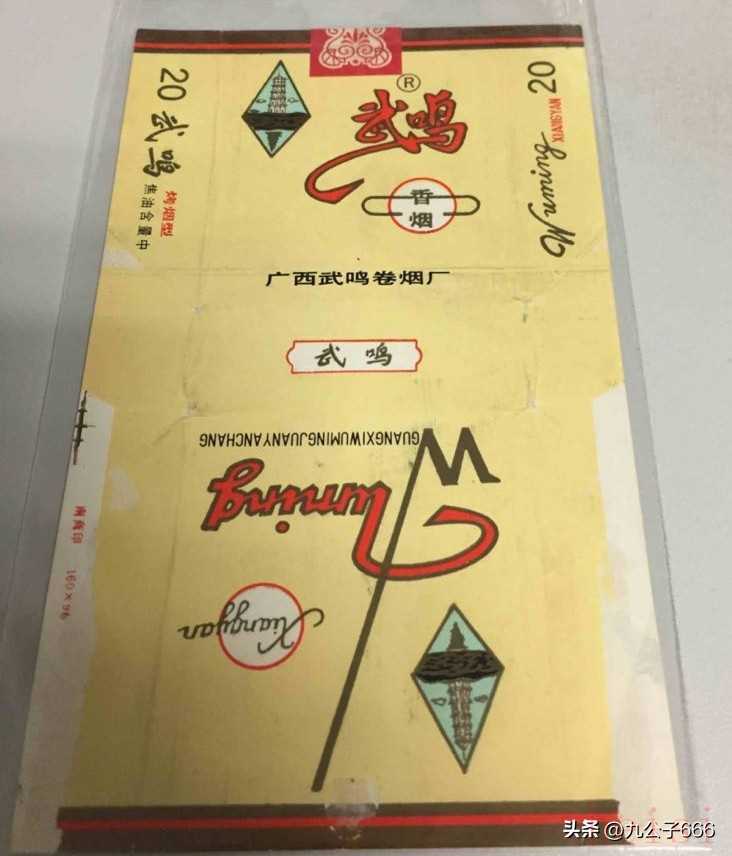 20 武鸣
烤烟型
焦油含量中
武鸣®
香
烟
20
XIANGYAN
Wuming
广西武鸣卷烟厂
武鸣
GUANGXIWUMINGJUANYANCHANG
Wuming
Xiangyan
160×96
头条 @九公子666